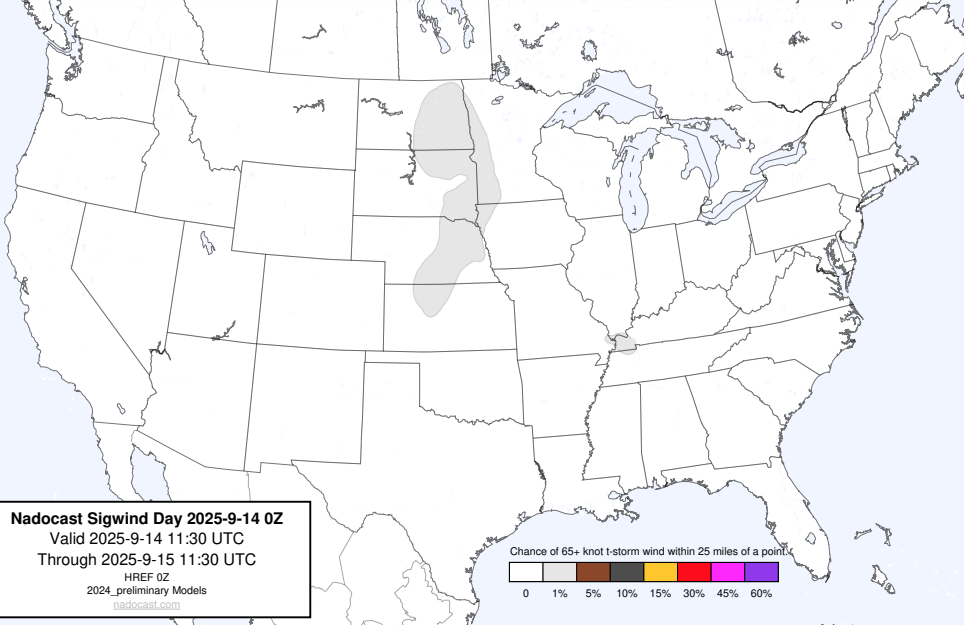 Nadocast Sigwind Day 2025-9-14 0Z
Valid 2025-9-14 11:30 UTC
Through 2025-9-15 11:30 UTC
HREF 0Z
2024_preliminary Models
nadocast.com
Chance of 65+ knot t-storm wind within 25 miles of a point.
0 1% 5% 10% 15% 30% 45% 60%